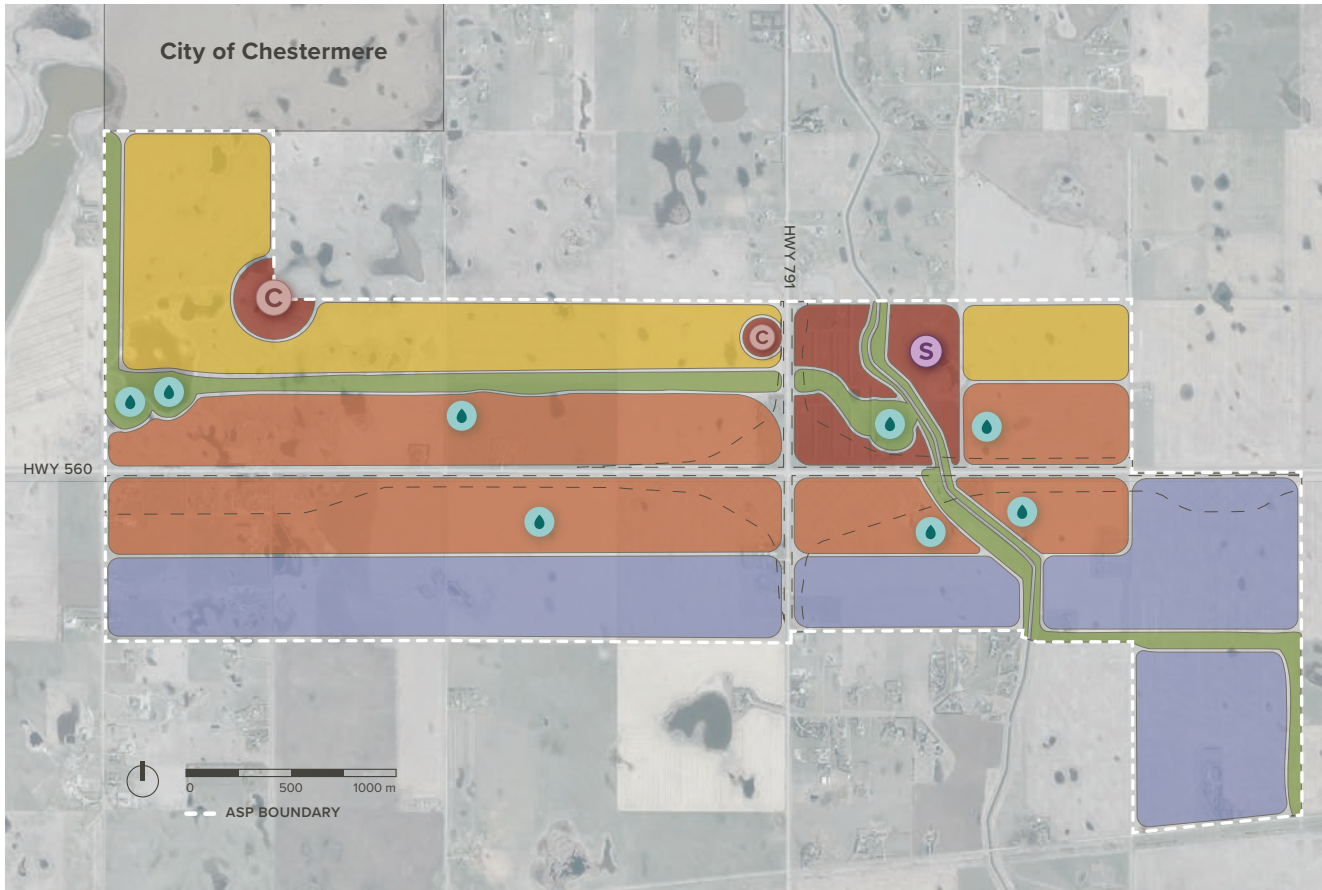 City of Chestermere
HWY 791
C
C
S
HWY 560
0 500 1000 m
ASP BOUNDARY